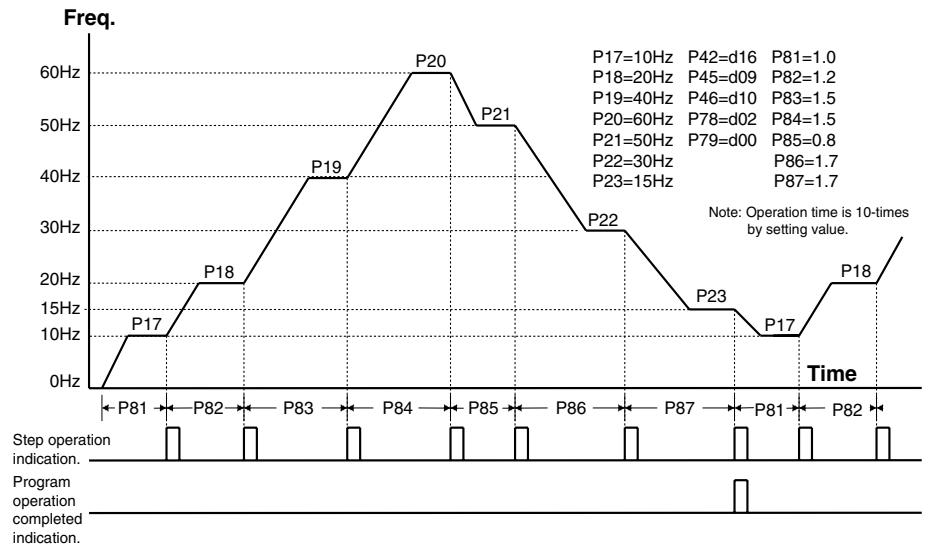 Freq.
60Hz
50Hz
40Hz
30Hz
20Hz
15Hz
10Hz
0Hz
P17
P18
P19
P20
P21
P22
P23
P17
P18
P17=10Hz P42=d16 P81=1.0
P18=20Hz P45=d09 P82=1.2
P19=40Hz P46=d10 P83=1.5
P20=60Hz P78=d02 P84=1.5
P21=50Hz P79=d00 P85=0.8
P22=30Hz P86=1.7
P23=15Hz P87=1.7
Note: Operation time is 10-times
by setting value.
Time
P81 P82 P83 P84 P85 P86 P87 P81 P82
Step operation
indication.
Program
operation
completed
indication.